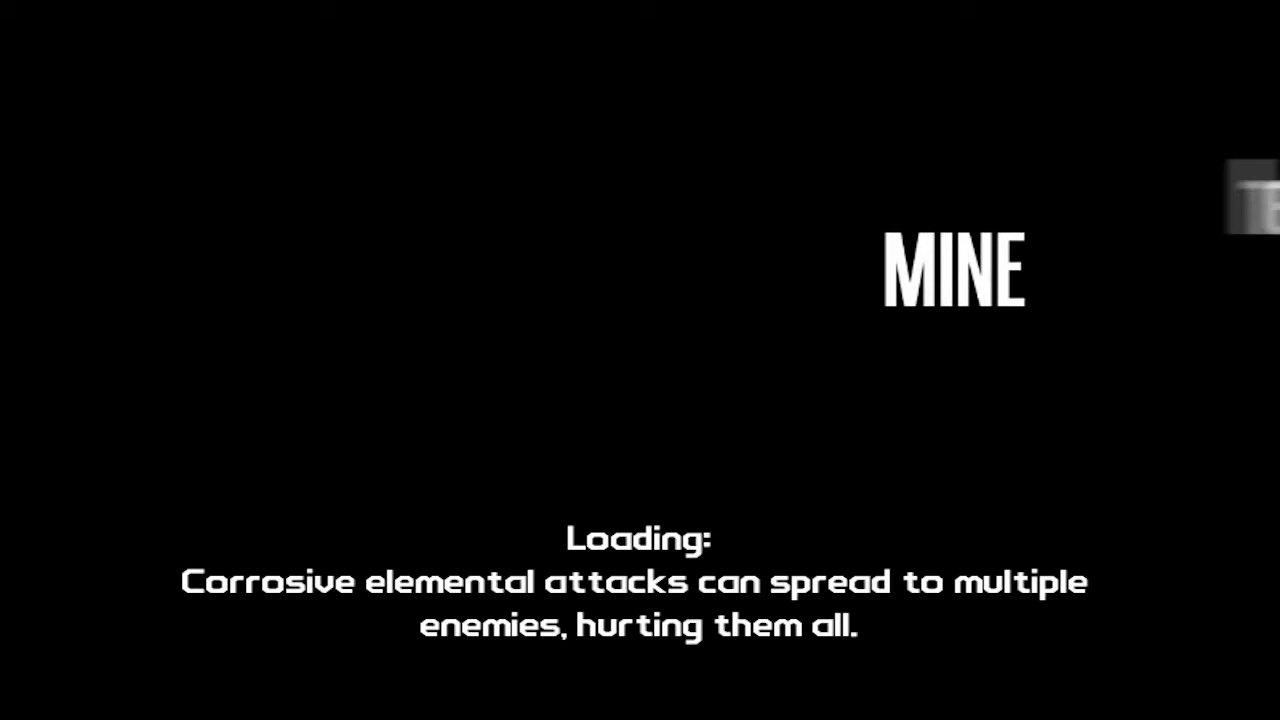 MINE
Loading:
Corrosive elemental attacks can spread to multiple
enemies, hurting them all.